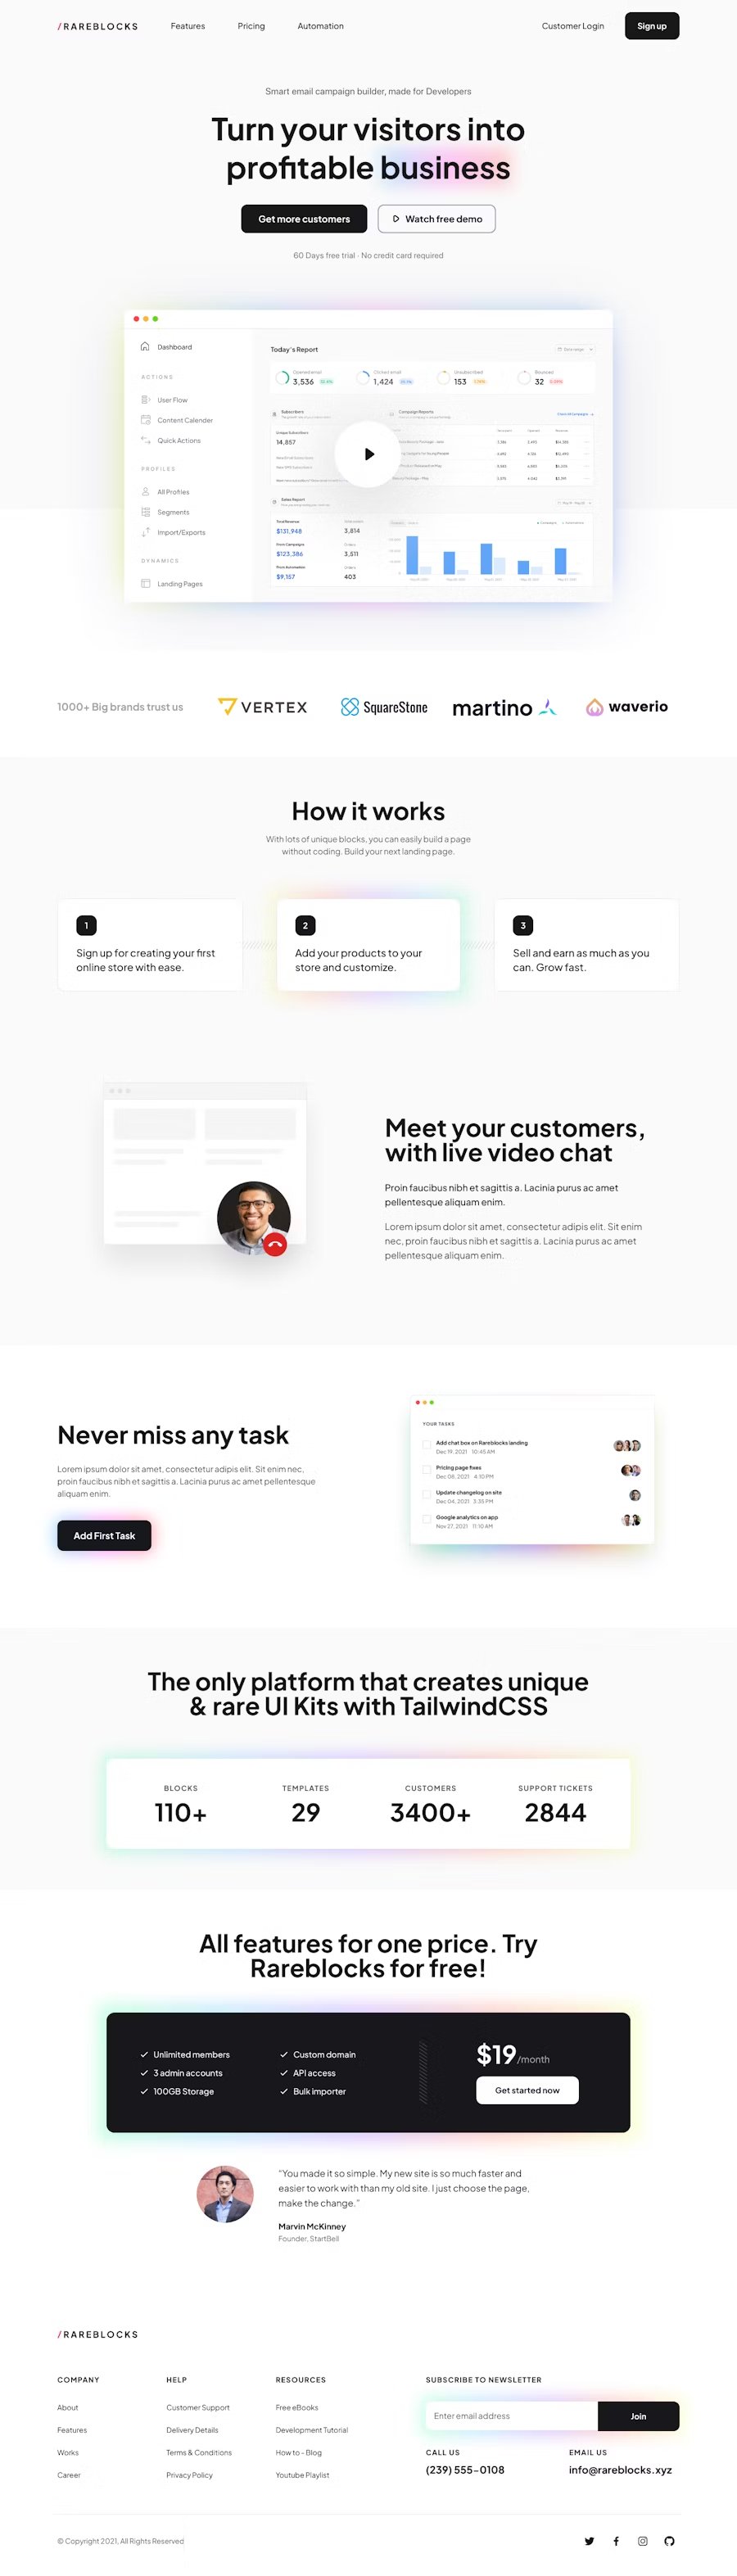 /RAREBLOCKS
Features
Pricing
Automation
Customer Login
Sign up
Smart email campaign builder, made for Developers
Turn your visitors into
profitable business
Get more customers
Watch free demo
60 Days free trial · No credit card required
Dashboard
ACTIONS
User Flow
Content Calender
Quick Actions
PROFILES
All Profiles
Segments
Import/Exports
DYNAMICS
Landing Pages
Today's Report
Opened email
3,536
Clicked email
1,424
Unsubscribed
153
Bounced
32
Subscribers
Unique Subscribers
14,857
Campaign Reports
Sales Report
Total Revenue
$131,948
3,814
From Campaigns
$123,386
Orders
3,511
From Automation
$9,157
Orders
403
1000+ Big brands trust us
VERTEX
SquareStone
martino
waverio
How it works
With lots of unique blocks, you can easily build a page
without coding. Build your next landing page.
1
Sign up for creating your first
online store with ease.
2
Add your products to your
store and customize.
3
Sell and earn as much as you
can. Grow fast.
Meet your customers,
with live video chat
Proin faucibus nibh et sagittis a. Lacinia purus ac amet
pellentesque aliquam enim.
Lorem ipsum dolor sit amet, consectetur adipis elit. Sit enim
nec, proin faucibus nibh et sagittis a. Lacinia purus ac amet
pellentesque aliquam enim.
Never miss any task
Lorem ipsum dolor sit amet, consectetur adipis elit. Sit enim nec,
proin faucibus nibh et sagittis a. Lacinia purus ac amet pellentesque
aliquam enim.
Add First Task
YOUR TASKS
Add chat box on Rareblocks landing
Dec 19, 2021 10:45 AM
Pricing page fixes
Dec 08, 2021 4:10 PM
Update changelog on site
Dec 04, 2021 3:35 PM
Google analytics on app
Nov 27, 2021 11:10 AM
The only platform that creates unique
& rare UI Kits with TailwindCSS
BLOCKS
110+
TEMPLATES
29
CUSTOMERS
3400+
SUPPORT TICKETS
2844
All features for one price. Try
Rareblocks for free!
Unlimited members
3 admin accounts
100GB Storage
Custom domain
API access
Bulk importer
$19/month
Get started now
"You made it so simple. My new site is so much faster and
easier to work with than my old site. I just choose the page,
make the change."
Marvin McKinney
Founder, StartBell
/RAREBLOCKS
COMPANY
About
Features
Works
Career
HELP
Customer Support
Delivery Details
Terms & Conditions
Privacy Policy
RESOURCES
Free eBooks
Development Tutorial
How to - Blog
Youtube Playlist
SUBSCRIBE TO NEWSLETTER
Enter email address
Join
CALL US
(239) 555-0108
EMAIL US
info@rareblocks.xyz
© Copyright 2021, All Rights Reserved